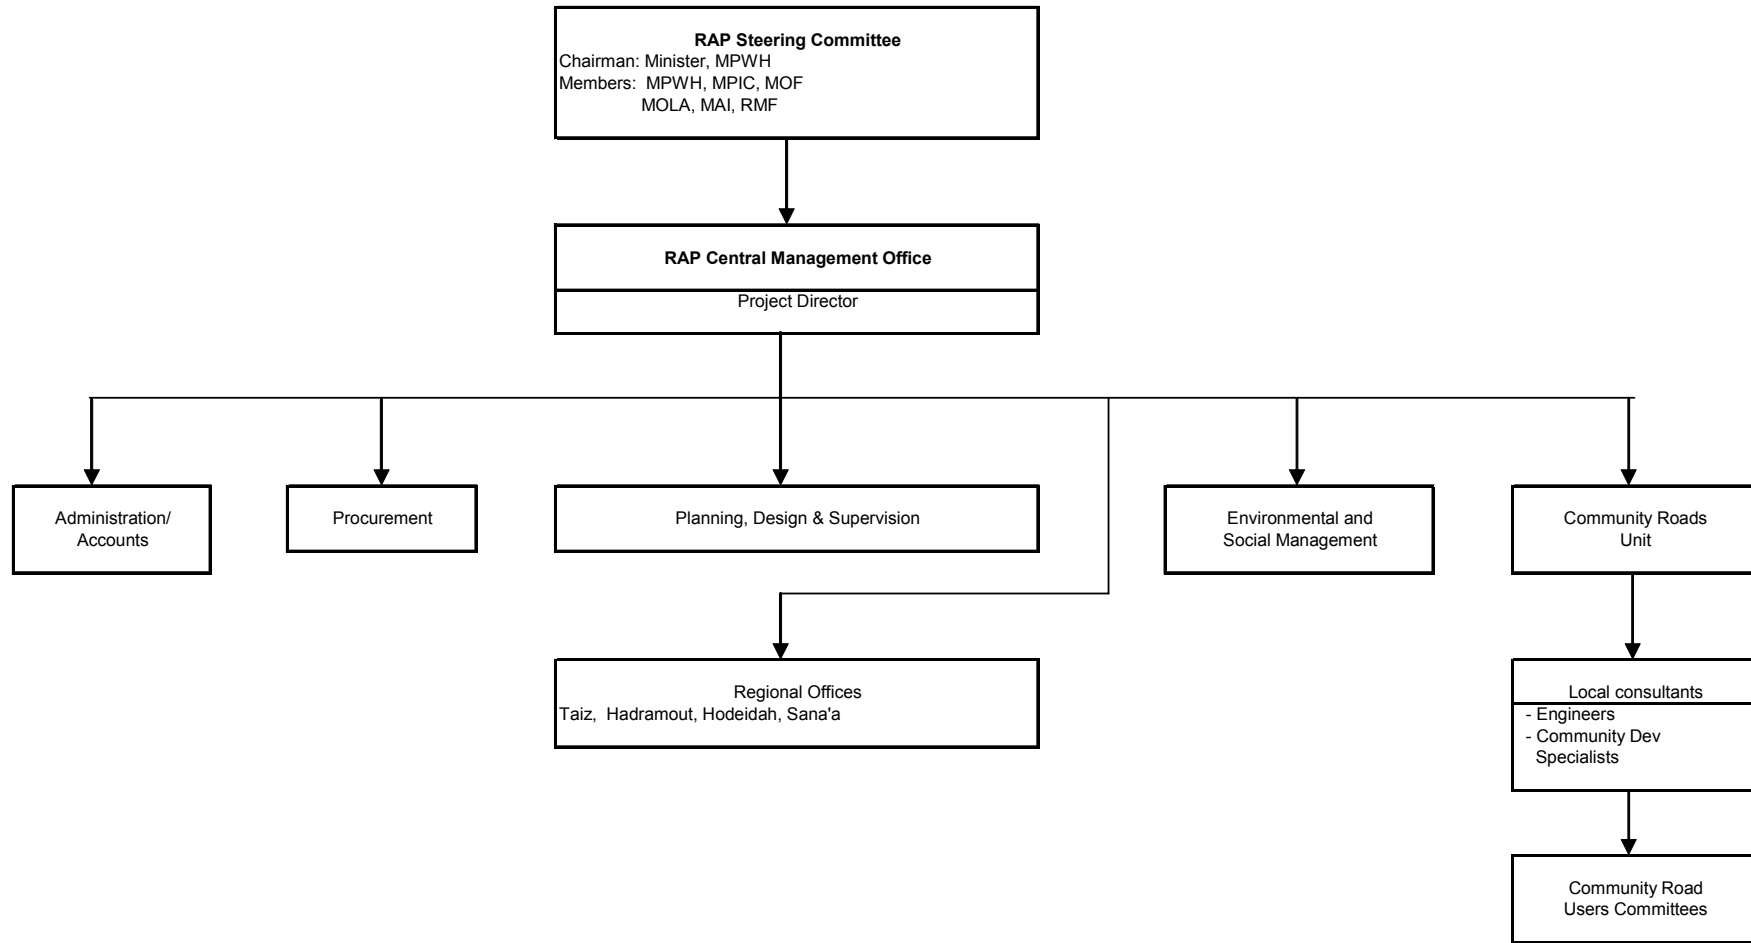 RAP Steering Committee
Chairman: Minister, MPWH
Members: MPWH, MPIC, MOF
MOLA, MAI, RMF
RAP Central Management Office
Project Director
Administration/
Accounts
Procurement
Planning, Design & Supervision
Environmental and
Social Management
Community Roads
Unit
Regional Offices
Taiz, Hadramout, Hodeidah, Sana'a
Local consultants
- Engineers
- Community Dev
Specialists
Community Road
Users Committees